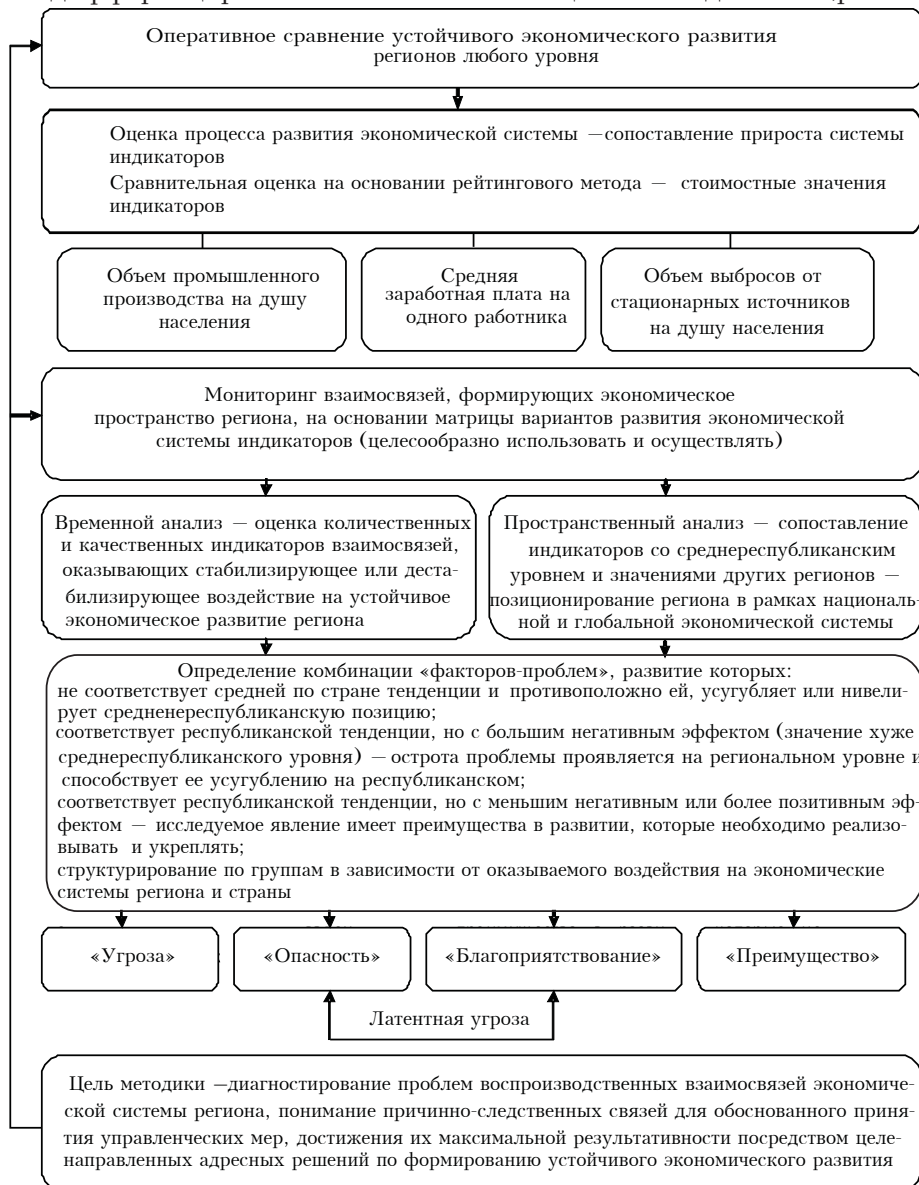 Оперативное сравнение устойчивого экономического развития
регионов любого уровня
Оценка процесса развития экономической системы —сопоставление прироста системы
индикаторов
Сравнительная оценка на основании рейтингового метода — стоимостные значения
индикаторов
Объем промышленного
производства на душу
населения
Средняя
заработная плата на
одного работника
Объем выбросов от
стационарных источников
на душу населения
Мониторинг взаимосвязей, формирующих экономическое
пространство региона, на основании матрицы вариантов развития экономической
системы индикаторов (целесообразно использовать и осуществлять)
Временной анализ — оценка количественных
и качественных индикаторов взаимосвязей,
оказывающих стабилизирующее или деста-
билизирующее воздействие на устойчивое
экономическое развитие региона
Пространственный анализ — сопоставление
индикаторов со среднереспубликанским
уровнем и значениями других регионов —
позиционирование региона в рамках националь-
ной и глобальной экономической системы
Определение комбинации «факторов-проблем», развитие которых:
не соответствует средней по стране тенденции и противоположно ей, усугубляет или нивели-
рует средненереспубликанскую позицию;
соответствует республиканской тенденции, но с большим негативным эффектом (значение хуже
среднереспубликанского уровня) — острота проблемы проявляется на региональном уровне и
способствует ее усугублению на республиканском;
соответствует республиканской тенденции, но с меньшим негативным или более позитивным эф-
фектом — исследуемое явление имеет преимущества в развитии, которые необходимо реализо-
вывать и укреплять;
структурирование по группам в зависимости от оказываемого воздействия на экономические
системы региона и страны
«Угроза»
«Опасность»
«Благоприятствование»
«Преимущество»
Латентная угроза
Цель методики —диагностирование проблем воспроизводственных взаимосвязей экономиче-
ской системы региона, понимание причинно-следственных связей для обоснованного приня-
тия управленческих мер, достижения их максимальной результативности посредством целе-
направленных адресных решений по формированию устойчивого экономического развития